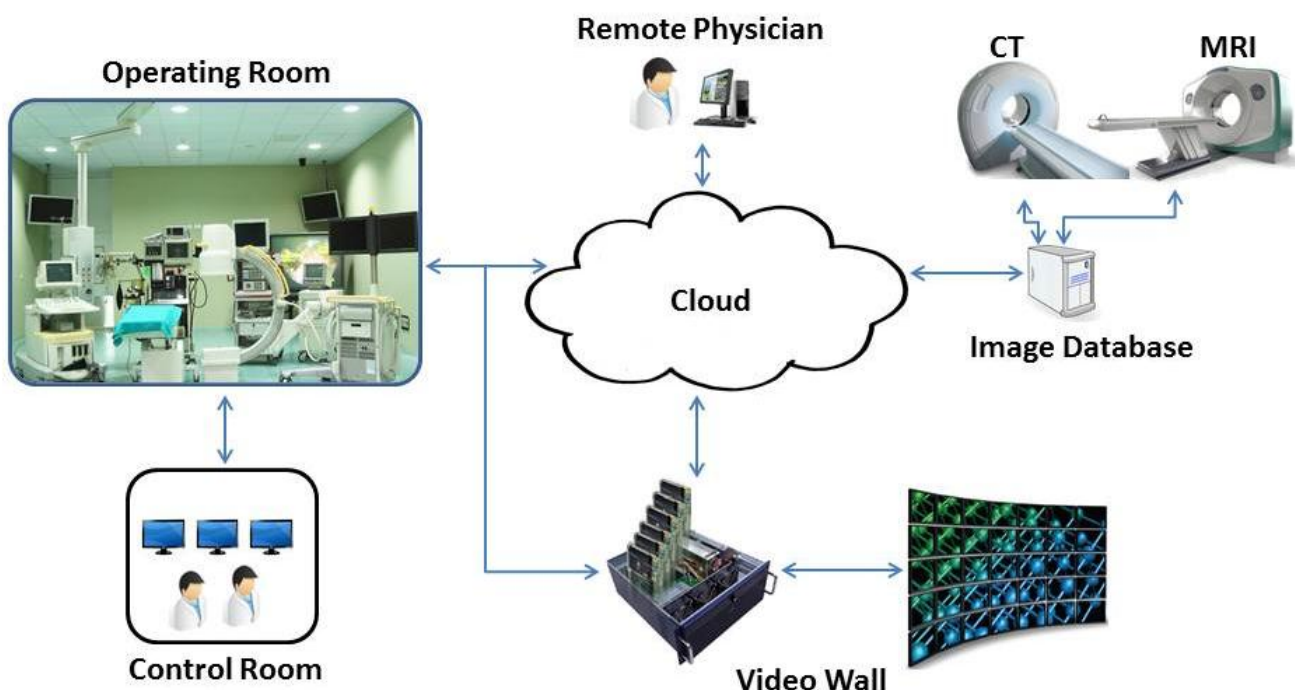 Remote Physician
CT
MRI
Operating Room
Cloud
Image Database
Control Room
Video Wall